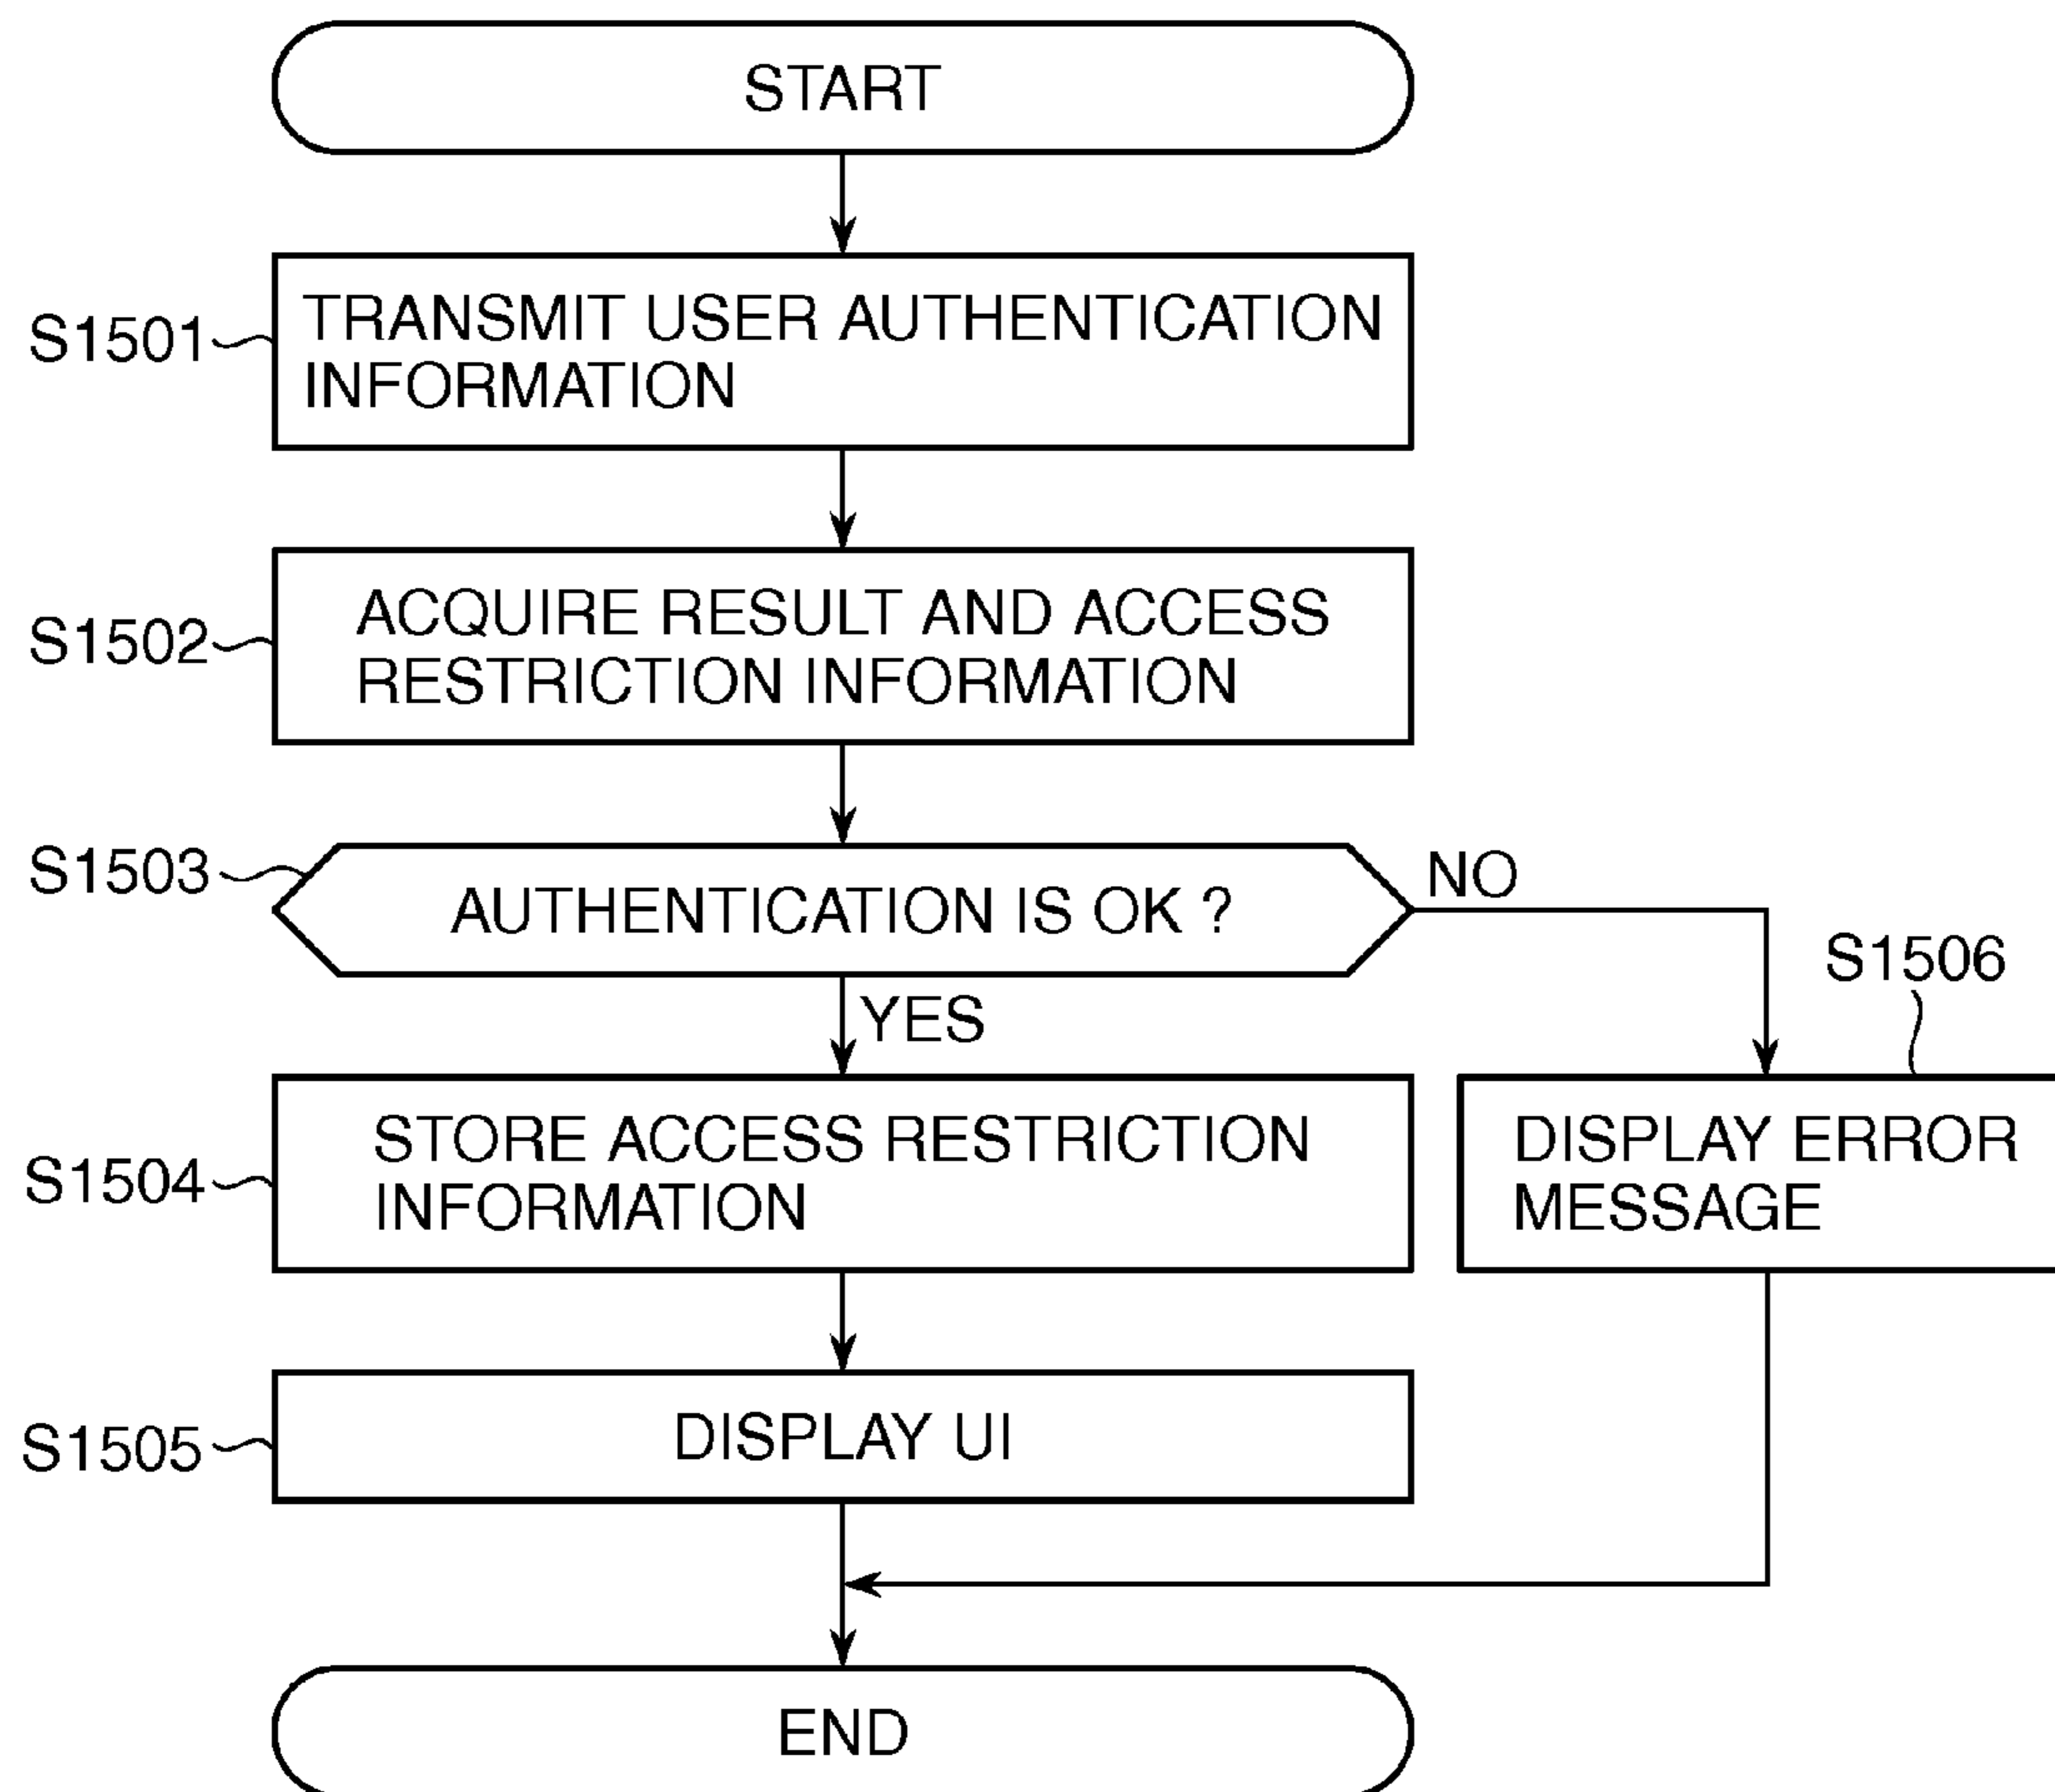 START
S1501
TRANSMIT USER AUTHENTICATION
INFORMATION
S1502
ACQUIRE RESULT AND ACCESS
RESTRICTION INFORMATION
S1503
AUTHENTICATION IS OK ?
NO
YES
S1506
S1504
STORE ACCESS RESTRICTION
INFORMATION
DISPLAY ERROR
MESSAGE
S1505
DISPLAY UI
END